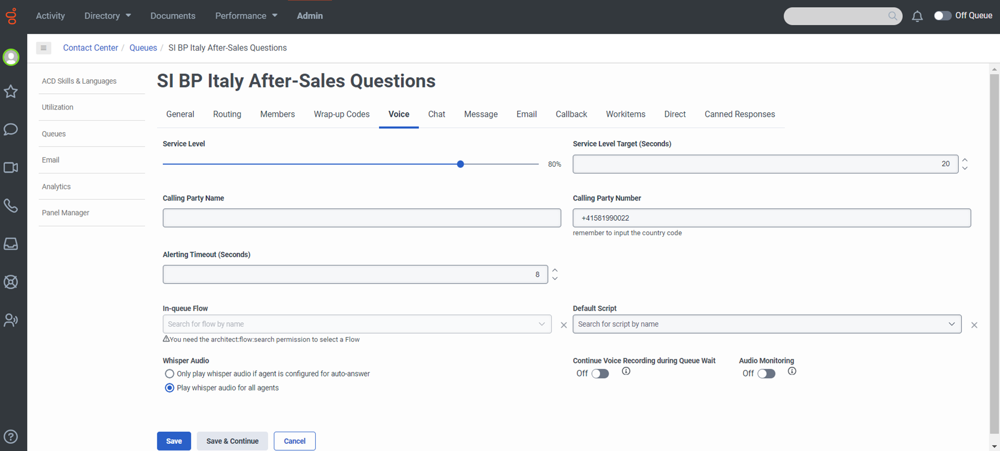 Activity Directory Documents Performance Admin Off Queue
Contact Center / Queues / SI BP Italy After-Sales Questions
ACD Skills & Languages
Utilization
Queues
Email
Analytics
Panel Manager
SI BP Italy After-Sales Questions
General Routing Members Wrap-up Codes Voice Chat Message Email Callback Workitems Direct Canned Responses
Service Level
80%
Service Level Target (Seconds)
20
Calling Party Name
Calling Party Number
+41581990022
remember to input the country code
Alerting Timeout (Seconds)
8
In-queue Flow
Search for flow by name
You need the architect:flow:search permission to select a Flow
Default Script
Search for script by name
Whisper Audio
Only play whisper audio if agent is configured for auto-answer
Play whisper audio for all agents
Continue Voice Recording during Queue Wait
Off
Audio Monitoring
Off
Save Save & Continue Cancel